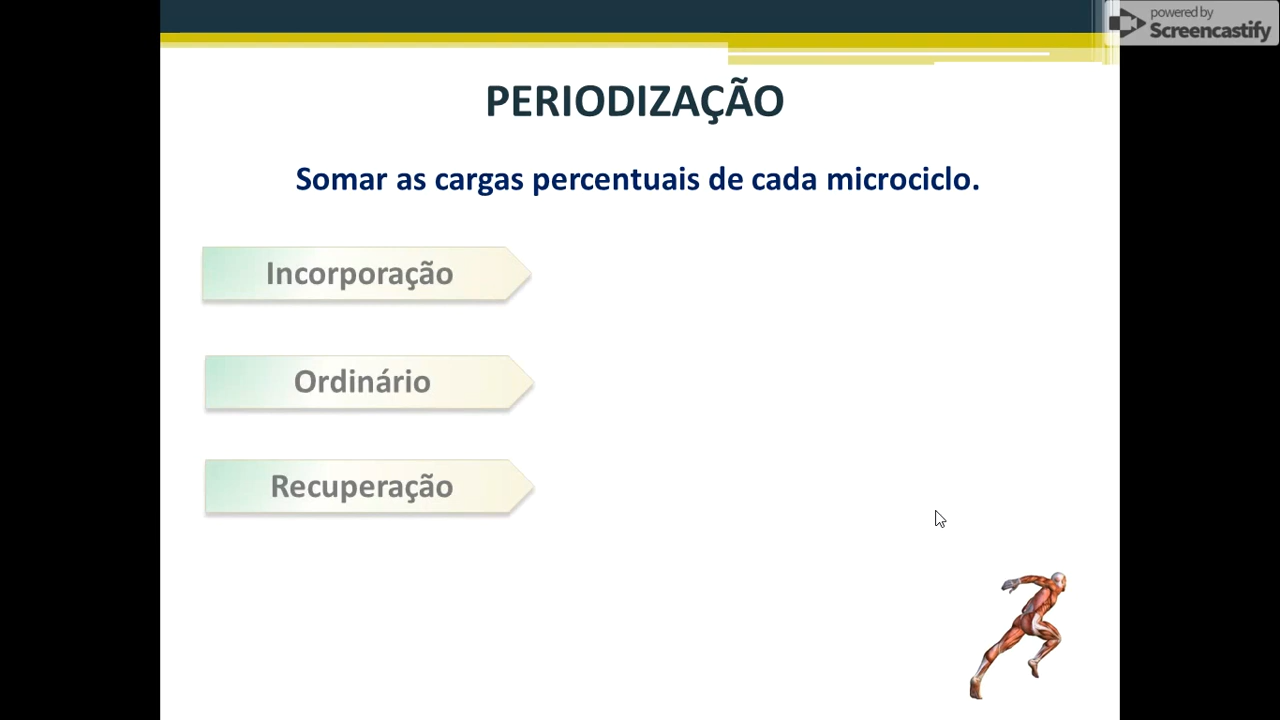 powered by
Screencastify
PERIODIZAÇÃO
Somar as cargas percentuais de cada microciclo.
Incorporação
Ordinário
Recuperação